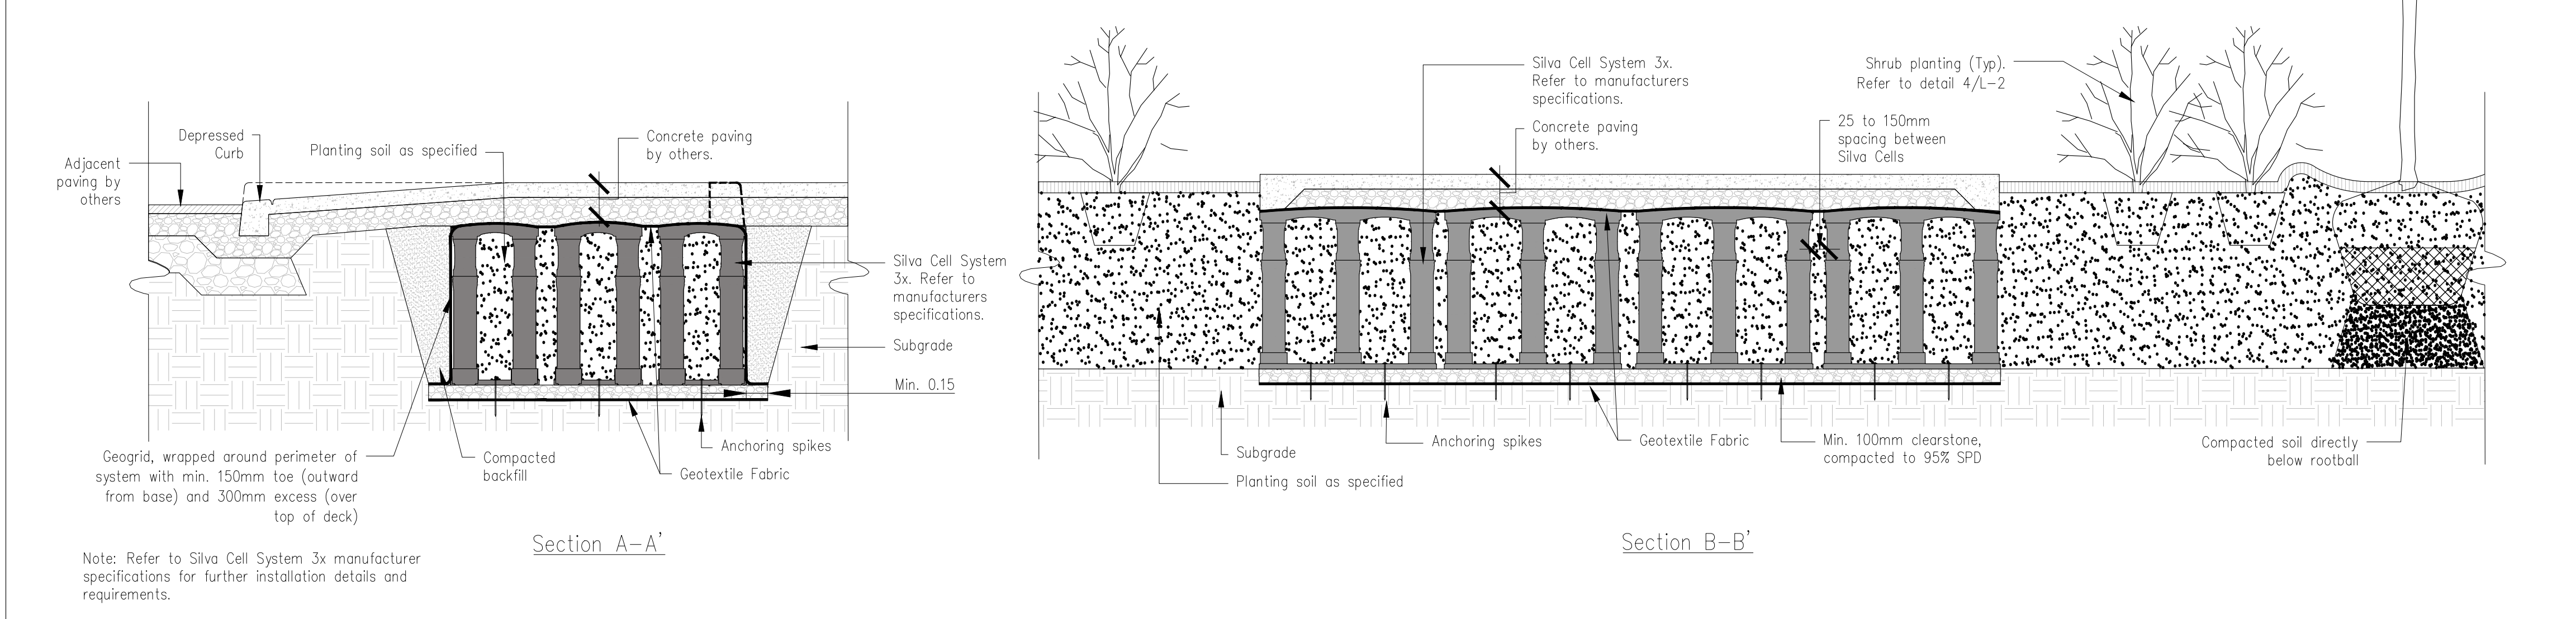 Depressed
Curb
Adjacent
paving by
others
Planting soil as specified
Concrete paving
by others.
Silva Cell System
3x. Refer to
manufacturers
specifications.
Subgrade
Min. 0.15
Anchoring spikes
Geotextile Fabric
Compacted
backfill
Geogrid, wrapped around perimeter of
system with min. 150mm toe (outward
from base) and 300mm excess (over
top of deck)
Section A-A'
Note: Refer to Silva Cell System 3x manufacturer
specifications for further installation details and
requirements.
Silva Cell System 3x.
Refer to manufacturers
specifications.
Concrete paving
by others.
Shrub planting (Typ).
Refer to detail 4/L-2
25 to 150mm
spacing between
Silva Cells
Subgrade
Planting soil as specified
Anchoring spikes
Geotextile Fabric
Min. 100mm clearstone,
compacted to 95% SPD
Compacted soil directly
below rootball
Section B-B'